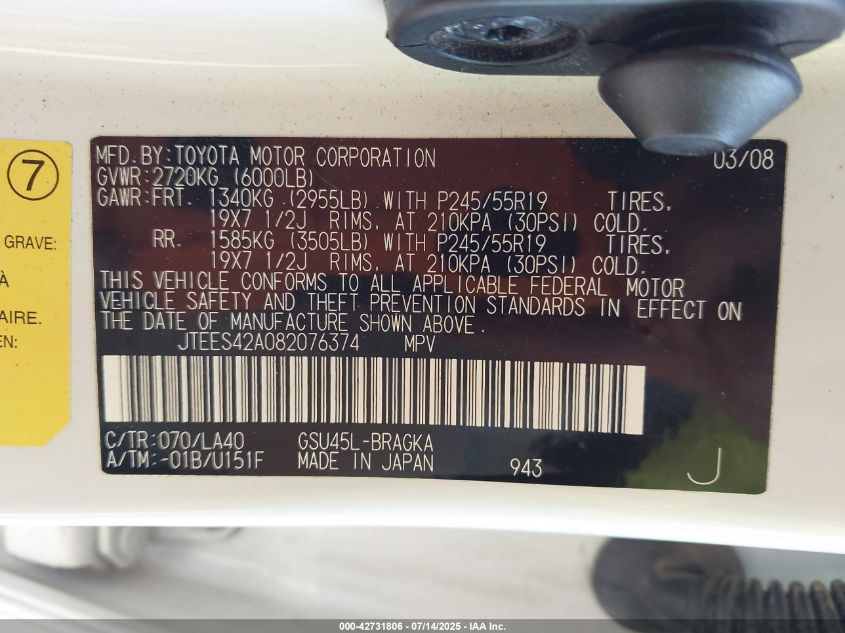 7
GRAVE:
À
AIRE.
EN:
MFD.BY:TOYOTA MOTOR CORPORATION 03/08
GVWR:2720KG (6000LB)
GAWR:FRT. 1340KG (2955LB) WITH P245/55R19 TIRES,
19X7 1/2J RIMS, AT 210KPA (30PSI) COLD.
RR. 1585KG (3505LB) WITH P245/55R19 TIRES,
19X7 1/2J RIMS, AT 210KPA (30PSI) COLD.
THIS VEHICLE CONFORMS TO ALL APPLICABLE FEDERAL MOTOR
VEHICLE SAFETY AND THEFT PREVENTION STANDARDS IN EFFECT ON
THE DATE OF MANUFACTURE SHOWN ABOVE.
JTEES42A082076374 MPV
C/TR:070/LA40 GSU45L-BRAGKA
A/TM:-01B/U151F MADE IN JAPAN 943 J
000-42731806 - 07/14/2025 - IAA Inc.